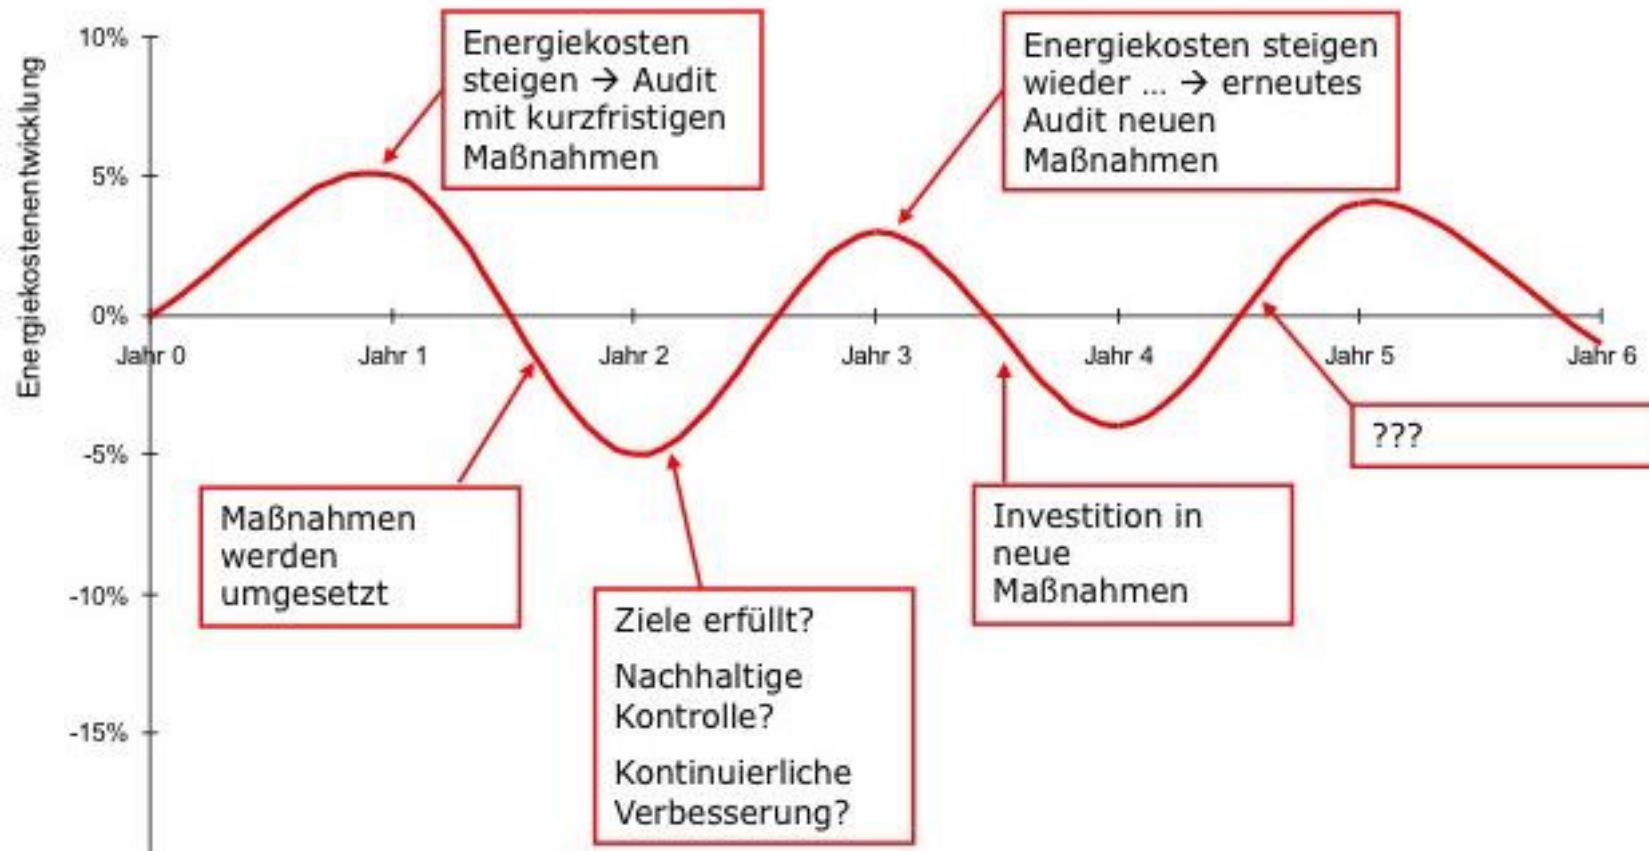 Energiekostenentwicklung
10%
5%
0%
-5%
-10%
-15%
Jahr 0
Jahr 1
Jahr 2
Jahr 3
Jahr 4
Jahr 5
Jahr 6
Energiekosten
steigen → Audit
mit kurzfristigen
Maßnahmen
Energiekosten steigen
wieder ... → erneutes
Audit neuen
Maßnahmen
Maßnahmen
werden
umgesetzt
Ziele erfüllt?
Nachhaltige
Kontrolle?
Kontinuierliche
Verbesserung?
Investition in
neue
Maßnahmen
???